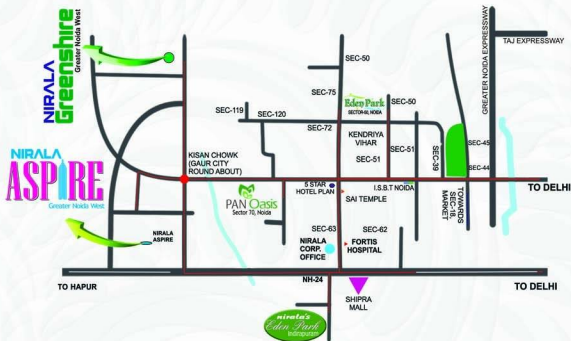 NIRALA
Greenshire
Greater Noida West
NIRALA
ASPIRE
Greater Noida West
NIRALA
ASPIRE
TO HAPUR
KISAN CHOWK
(GAUR CITY
ROUND ABOUT)
SEC-119
SEC-120
SEC-50
SEC-75
SEC-72
Eden Park
SEC-50
KENDRIYA
VIHAR
SEC-51
SEC-51
SEC-39
SEC-45
SEC-44
GREATER NOIDA EXPRESSWAY
TAJ EXPRESSWAY
TO DELHI
TOWARDS
SEC-18,
MARKET
PAN Oasis
Sector 70, Noida
5 STAR
HOTEL PLAN
I.S.B.T NOIDA
SAI TEMPLE
SEC-63
SEC-62
NIRALA
CORP.
OFFICE
FORTIS
HOSPITAL
NH-24
TO DELHI
SHIPRA
MALL
nirala's
Eden Park
Indirapuram